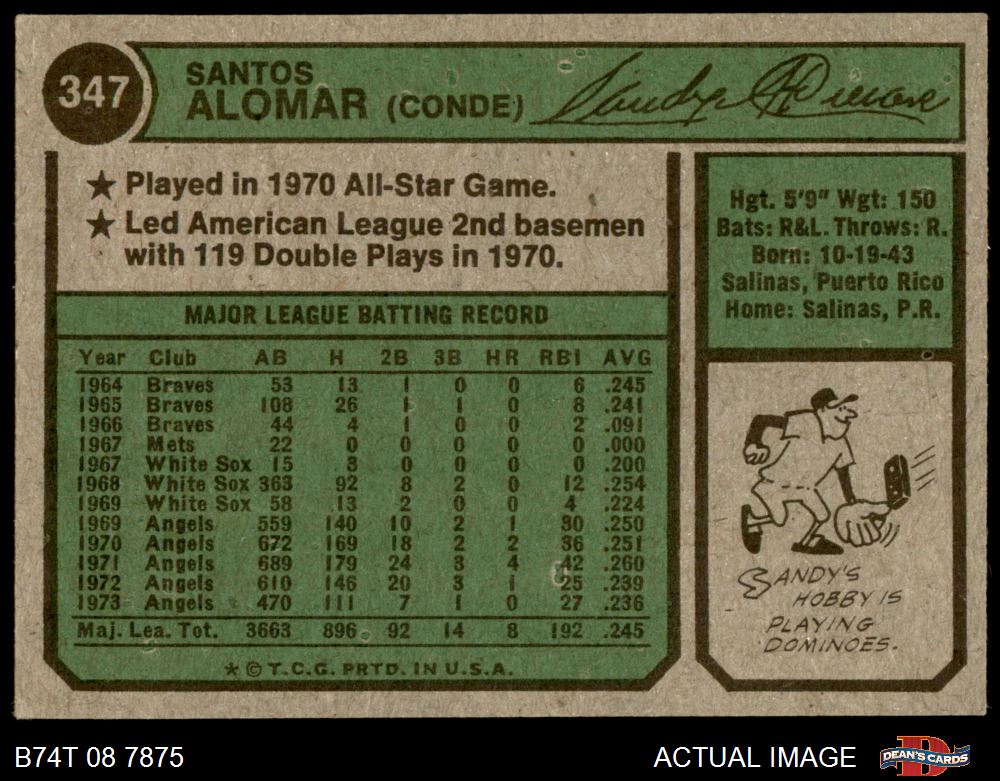 347
SANTOS
ALOMAR (CONDE)
Sandy Alomar
★ Played in 1970 All-Star Game.
★ Led American League 2nd basemen
with 119 Double Plays in 1970.
Hgt. 5'9" Wgt: 150
Bats: R&L. Throws: R.
Born: 10-19-43
Salinas, Puerto Rico
Home: Salinas, P.R.
MAJOR LEAGUE BATTING RECORD
Year Club AB H 2B 3B HR RBI AVG
1964 Braves 53 13 1 0 0 6 .245
1965 Braves 108 26 1 1 0 8 .241
1966 Braves 44 4 1 0 0 2 .091
1967 Mets 22 0 0 0 0 0 .000
1967 White Sox 15 3 0 0 0 0 .200
1968 White Sox 363 92 8 2 0 12 .254
1969 White Sox 58 13 2 0 0 4 .224
1969 Angels 559 140 10 2 1 30 .250
1970 Angels 672 169 18 2 2 36 .251
1971 Angels 689 179 24 3 4 42 .260
1972 Angels 610 146 20 3 1 25 .239
1973 Angels 470 111 7 1 0 27 .236
Maj. Lea. Tot. 3663 896 92 14 8 192 .245
★ © T.C.G. PRTD. IN U.S.A.
SANDY'S
HOBBY IS
PLAYING
DOMINOES.
B74T 08 7875
ACTUAL IMAGE
DEAN'S CARDS